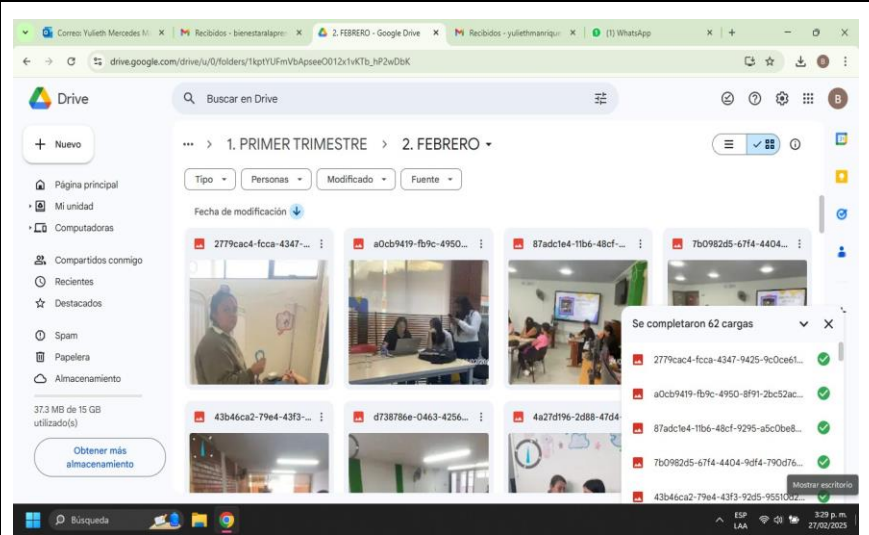 Correo: Yulieth Mercedes M
Recibidos - bienestaralapre
2. FEBRERO - Google Drive
Recibidos - yuliethmanrique
(1) WhatsApp
drive.google.com/drive/u/0/folders/1kptYUFmVbApseeO012x1vKTb_hP2wDbK
Drive
Buscar en Drive
B
Nuevo
... > 1. PRIMER TRIMESTRE > 2. FEBRERO
Tipo
Personas
Modificado
Fuente
Página principal
Mi unidad
Computadoras
Compartidos conmigo
Recientes
Destacados
Spam
Papelera
Almacenamiento
37.3 MB de 15 GB
utilizado(s)
Obtener más
almacenamiento
Fecha de modificación
2779cac4-fcca-4347-...
a0cb9419-fb9c-4950...
87adc1e4-11b6-48cf-...
7b0982d5-67f4-4404...
43b46ca2-79e4-43f3-...
d738786e-0463-4256...
4a27d196-2d88-47d4-
Se completaron 62 cargas
2779cac4-fcca-4347-9425-9c0ce61...
a0cb9419-fb9c-4950-8f91-2bc52ac...
87adc1e4-11b6-48cf-9295-a5c0be8...
7b0982d5-67f4-4404-9df4-790d76...
43b46ca2-79e4-43f3-92d5-95510d2...
Mostrar escritorio
Búsqueda
ESP
LAA
3:29 p. m.
27/02/2025